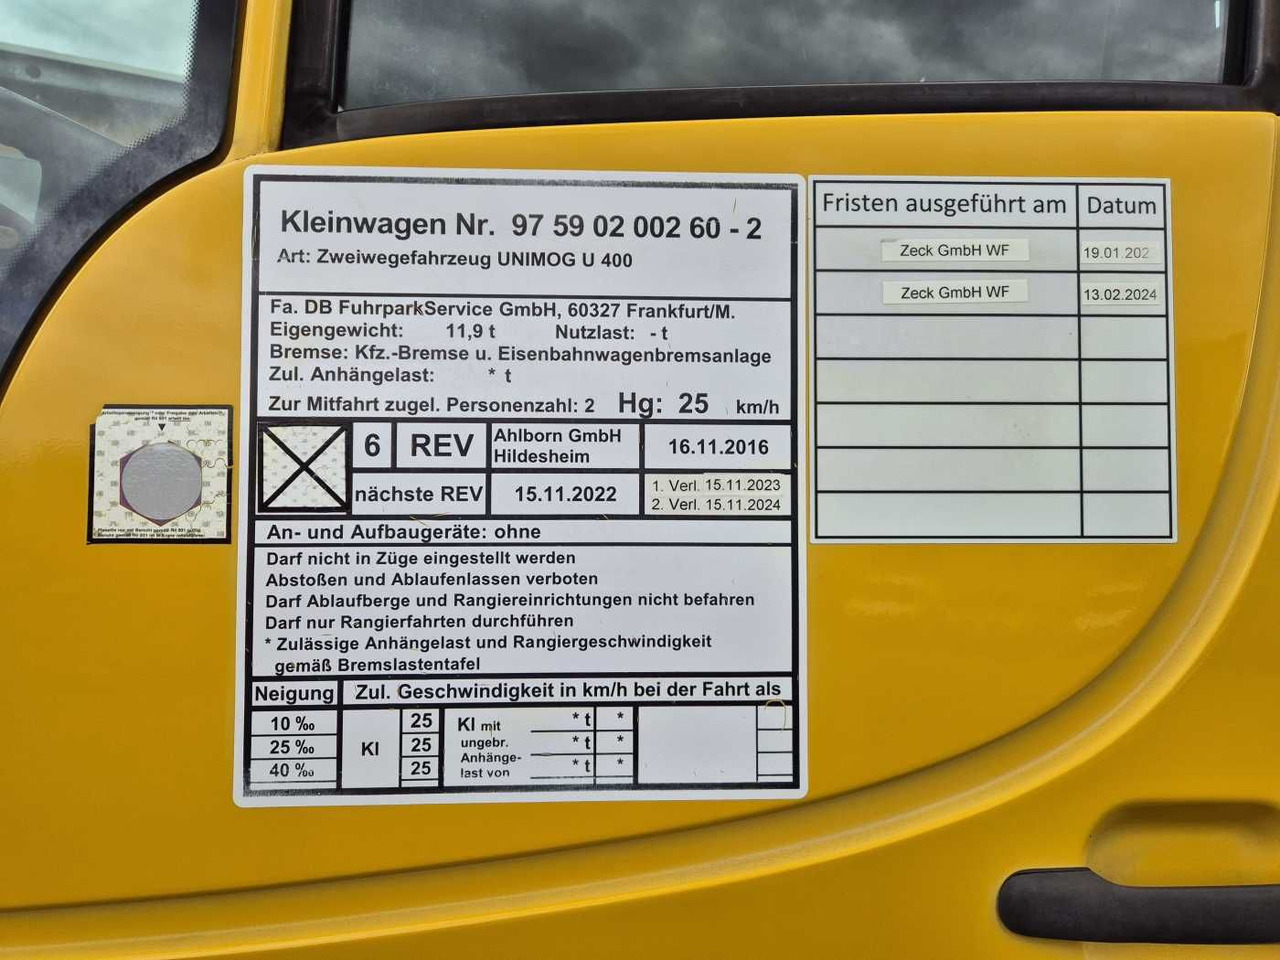 Kleinwagen Nr. 97 59 02 002 60 - 2
Art: Zweiwegefahrzeug UNIMOG U 400
Fa. DB FuhrparkService GmbH, 60327 Frankfurt/M.
Eigengewicht: 11,9 t Nutzlast: - t
Bremse: Kfz.-Bremse u. Eisenbahnwagenbremsanlage
Zul. Anhängelast: * t
Zur Mitfahrt zugel. Personenzahl: 2 Hg: 25 km/h
6 REV Ahlborn GmbH Hildesheim 16.11.2016
nächste REV 15.11.2022 1. Verl. 15.11.2023
2. Verl. 15.11.2024
An- und Aufbaugeräte: ohne
Darf nicht in Züge eingestellt werden
Abstoßen und Ablaufenlassen verboten
Darf Ablaufberge und Rangiereinrichtungen nicht befahren
Darf nur Rangierfahrten durchführen
* Zulässige Anhängelast und Rangiergeschwindigkeit
gemäß Bremslastentafel
Neigung Zul. Geschwindigkeit in km/h bei der Fahrt als
10 ‰ 25 * t *
25 ‰ Kl 25 * t *
40 ‰ 25 * t *
Kl mit
ungebr.
Anhänge-
last von
Fristen ausgeführt am Datum
Zeck GmbH WF 19.01.202
Zeck GmbH WF 13.02.2024